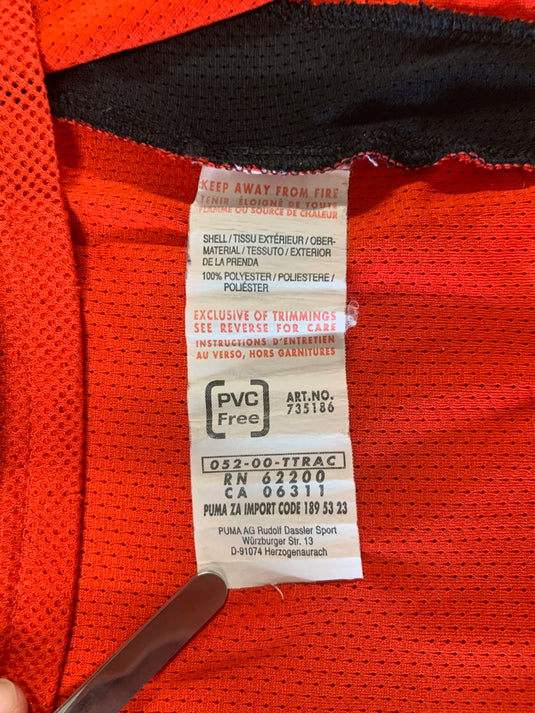 KEEP AWAY FROM FIRE
TENIR ÉLOIGNÉ DE TOUTE
FLAMME OU SOURCE DE CHALEUR
SHELL / TISSU EXTÉRIEUR / OBER-
MATERIAL / TESSUTO / EXTERIOR
DE LA PRENDA
100% POLYESTER / POLIESTERE /
POLIÉSTER
EXCLUSIVE OF TRIMMINGS
SEE REVERSE FOR CARE
INSTRUCTIONS D'ENTRETIEN
AU VERSO, HORS GARNITURES
PVC
Free
ART.NO.
735186
052-00-TTRAC
RN 62200
CA 06311
PUMA ZA IMPORT CODE 189 53 23
PUMA AG Rudolf Dassler Sport
Würzburger Str. 13
D-91074 Herzogenaurach